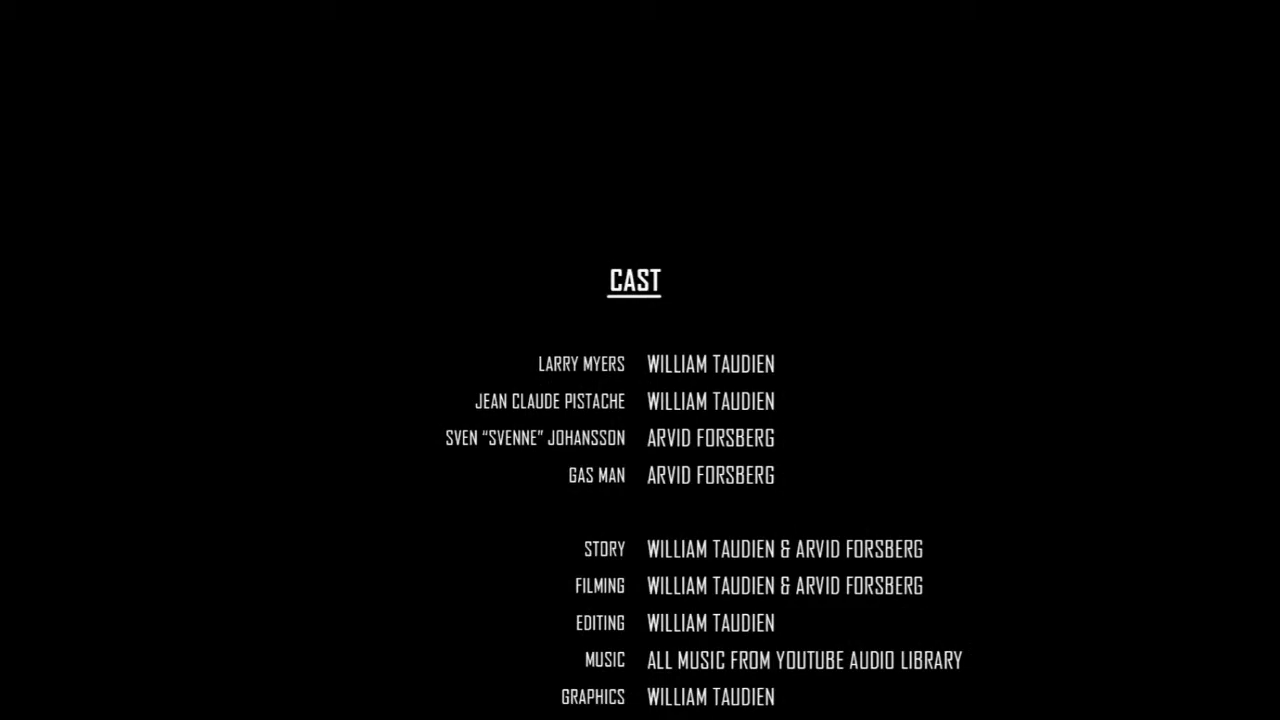 CAST
LARRY MYERS WILLIAM TAUDIEN
JEAN CLAUDE PISTACHE WILLIAM TAUDIEN
SVEN “SVENNE” JOHANSSON ARVID FORSBERG
GAS MAN ARVID FORSBERG
STORY WILLIAM TAUDIEN & ARVID FORSBERG
FILMING WILLIAM TAUDIEN & ARVID FORSBERG
EDITING WILLIAM TAUDIEN
MUSIC ALL MUSIC FROM YOUTUBE AUDIO LIBRARY
GRAPHICS WILLIAM TAUDIEN